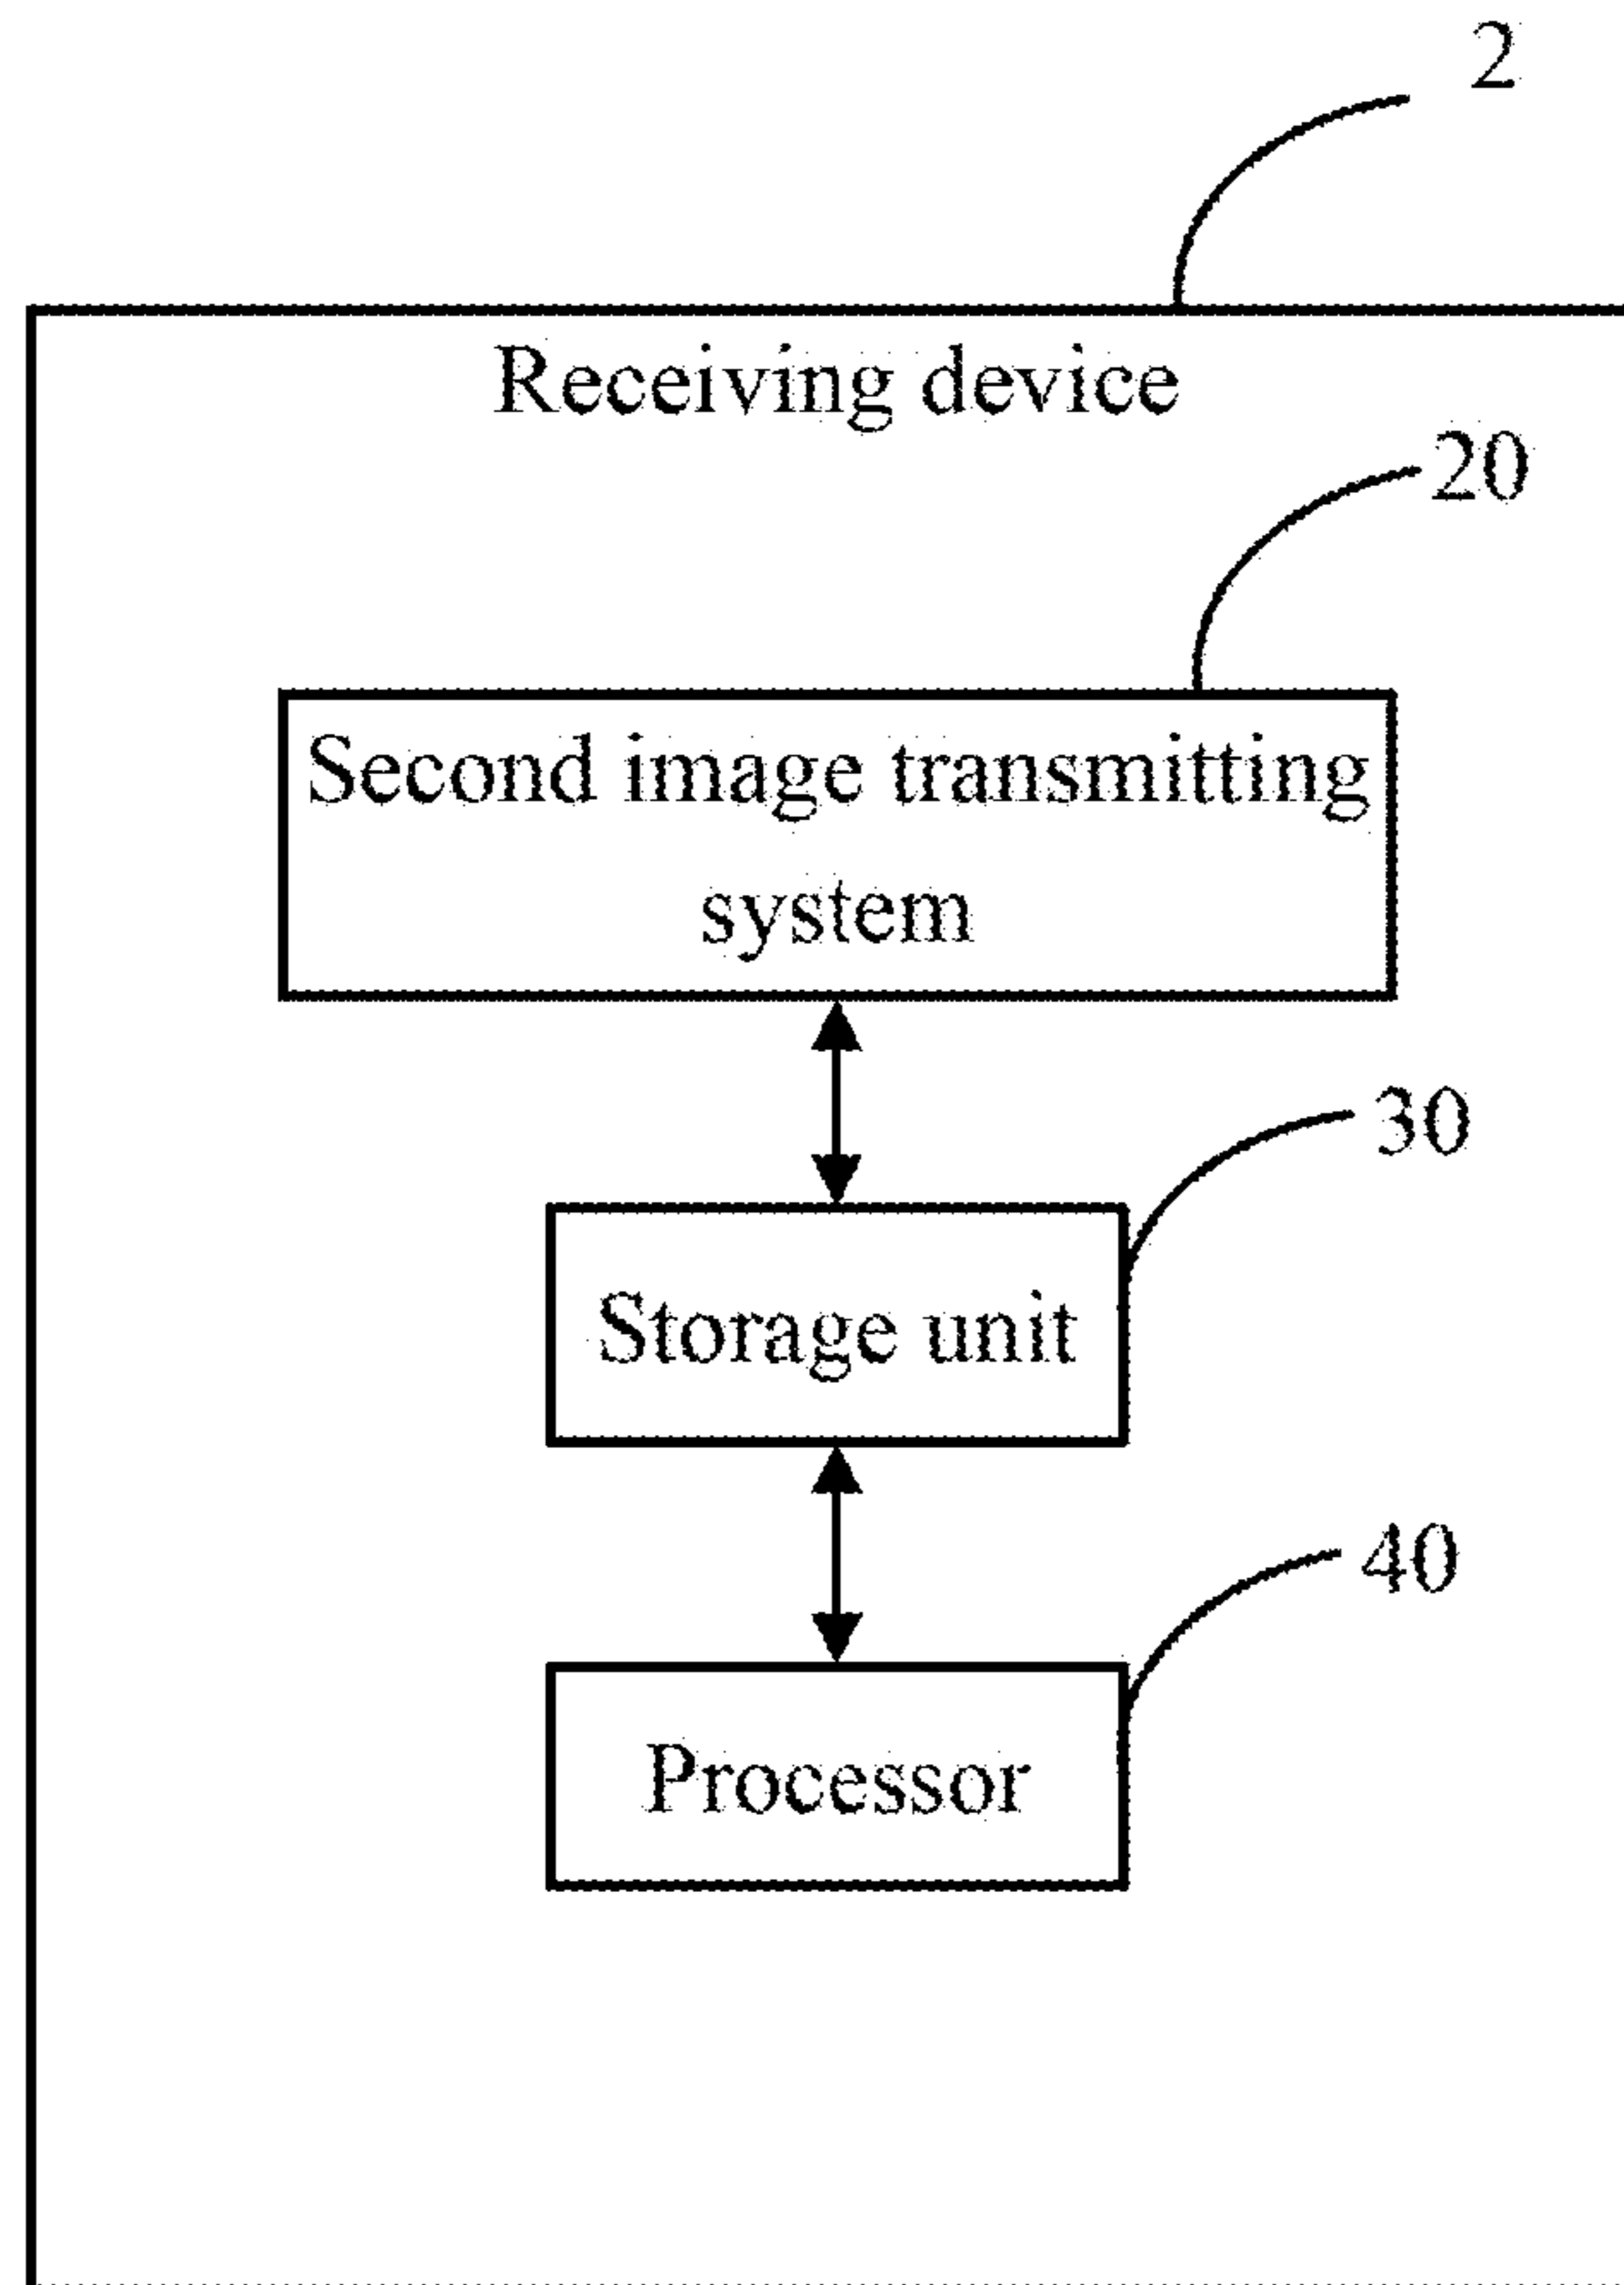 2
Receiving device
20
Second image transmitting
system
30
Storage unit
40
Processor